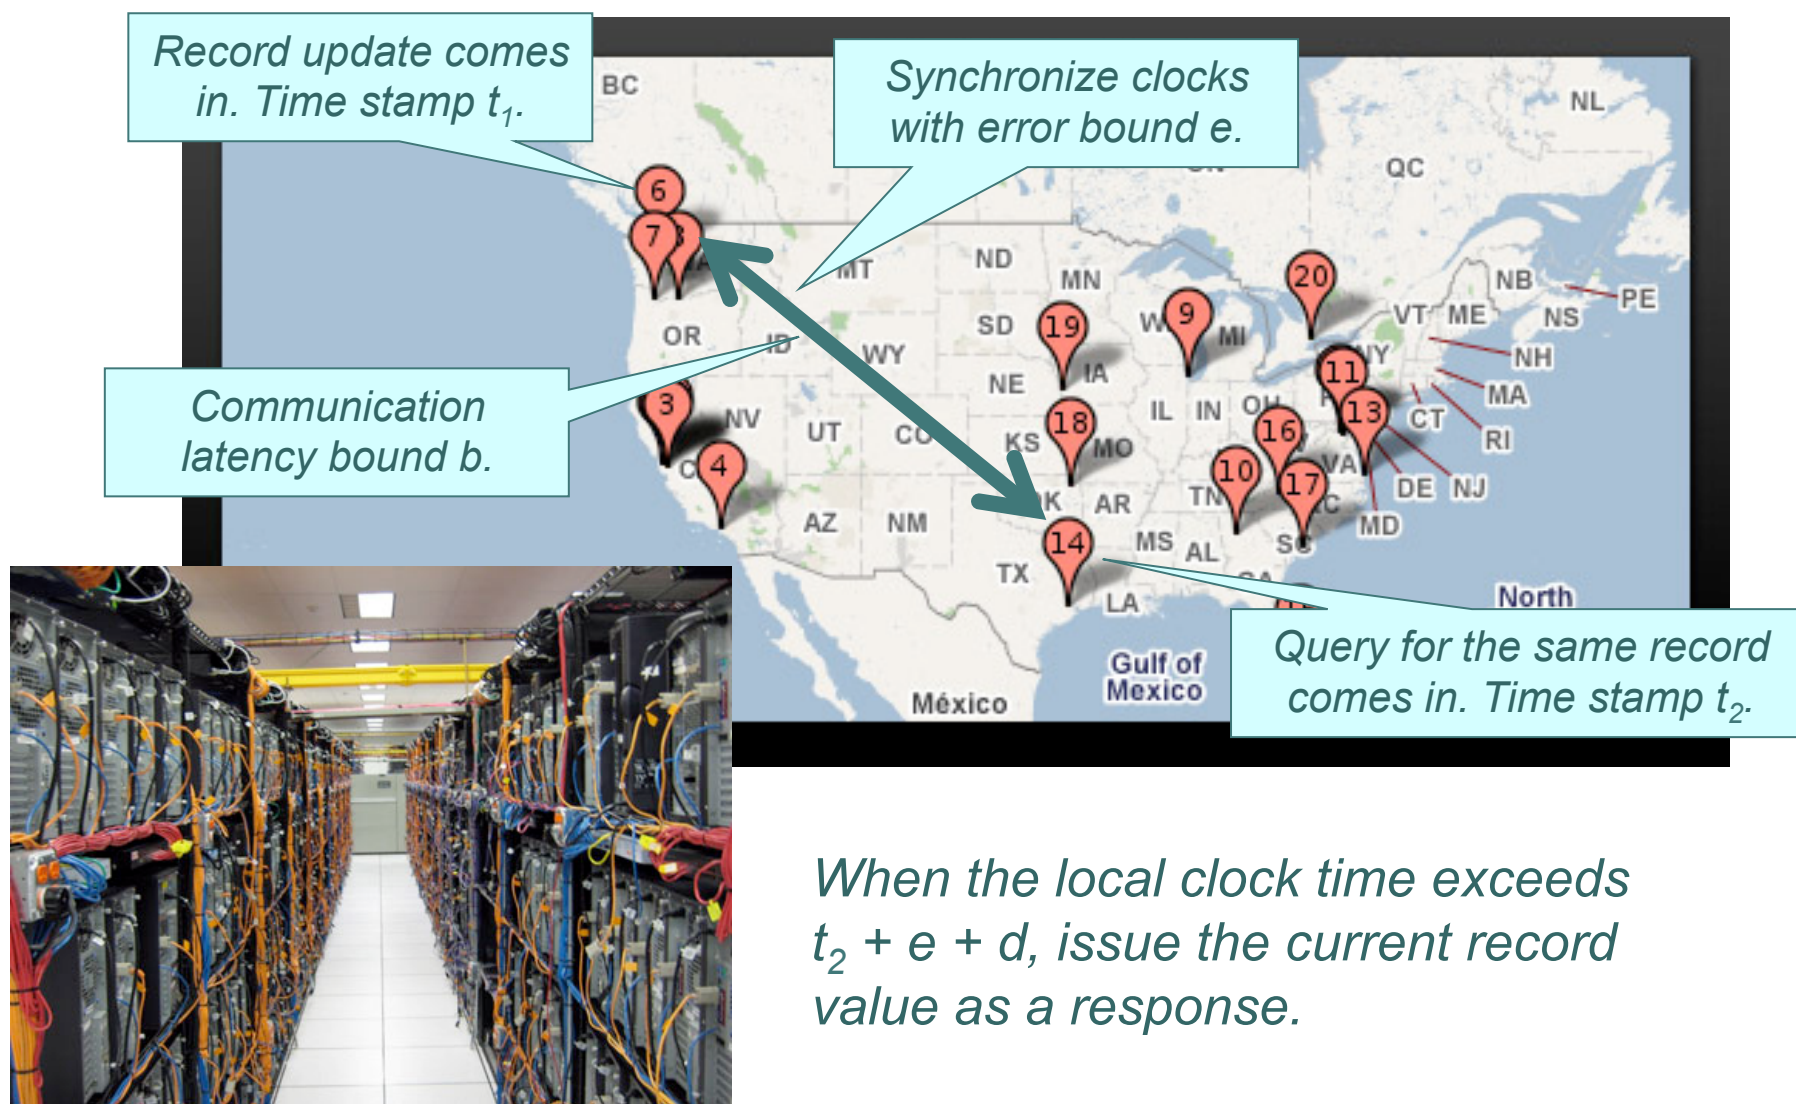 Record update comes
in. Time stamp t1.
Synchronize clocks
with error bound e.
Communication
latency bound b.
Query for the same record
comes in. Time stamp t2.
When the local clock time exceeds
t2 + e + d, issue the current record
value as a response.
BC
NL
QC
6
7
MT
ND
MN
20
NB
PE
OR
ID
SD
19
9
MI
VT
ME
NS
WY
NE
IA
NY
NH
11
MA
3
NV
UT
CO
KS
18
MO
IL
IN
OH
13
CT
RI
4
16
VA
10
TN
17
DE
NJ
AZ
NM
AR
MD
14
MS
AL
SC
TX
LA
North
Gulf of
Mexico
México